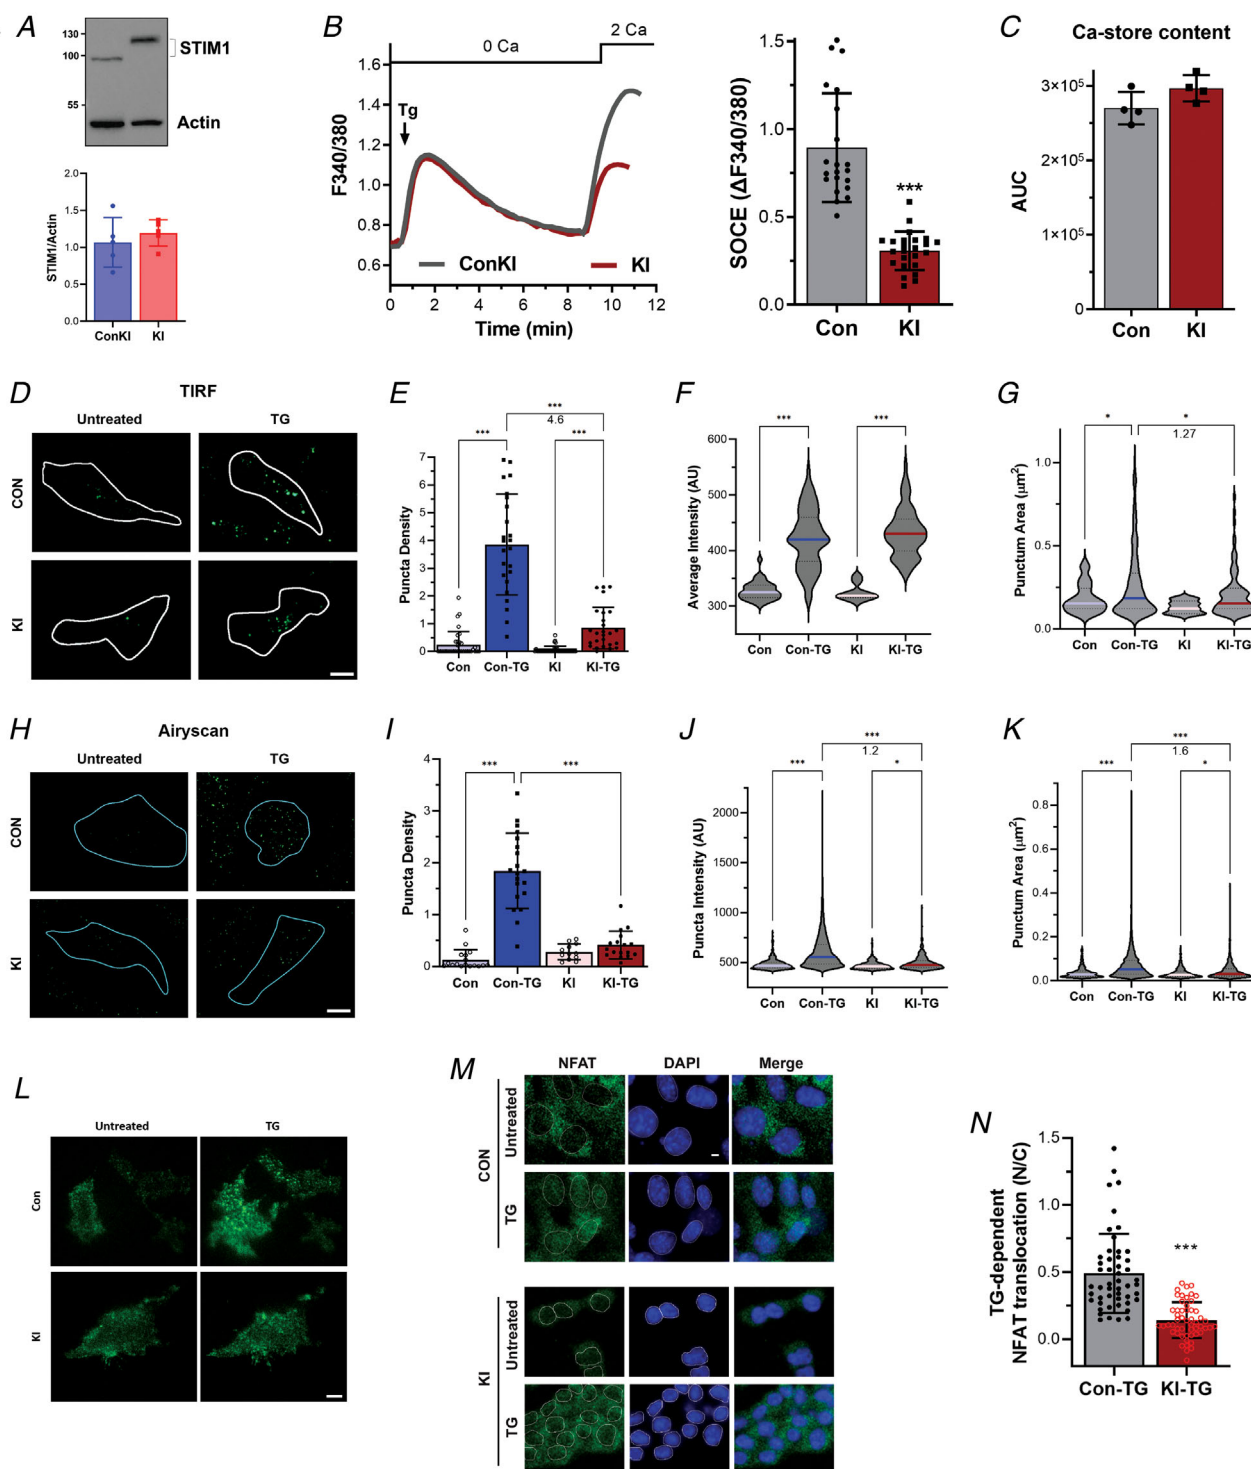 A
130
100
55
STIM1
Actin
STIM1/Actin
2.0
1.5
1.0
0.5
0.0
ConKI KI
B
2 Ca
0 Ca
Tg
F340/380
1.6
1.4
1.2
1.0
0.8
0.6
ConKI KI
0 2 4 6 8 10 12
Time (min)
SOCE (ΔF340/380)
1.5
1.0
0.5
0.0
***
Con KI
C
Ca-store content
AUC
3×10⁵
2×10⁵
1×10⁵
0
Con KI
D
TIRF
Untreated TG
CON
KI
E
***
4.6
*** ***
Puncta Density
7
6
5
4
3
2
1
0
Con Con-TG KI KI-TG
F
*** ***
Average Intensity (AU)
600
500
400
300
Con Con-TG KI KI-TG
G
* *
1.27
Punctum Area (µm²)
1.0
0.5
0.0
Con Con-TG KI KI-TG
H
Airyscan
Untreated TG
CON
KI
I
*** ***
Puncta Density
4
3
2
1
0
Con Con-TG KI KI-TG
J
***
1.2
*** *
Puncta Intensity (AU)
2000
1500
1000
500
Con Con-TG KI KI-TG
K
***
1.6
*** *
Punctum Area (µm²)
0.8
0.6
0.4
0.2
0.0
Con Con-TG KI KI-TG
L
Untreated TG
Con
KI
M
NFAT DAPI Merge
CON
Untreated
TG
KI
Untreated
TG
N
TG-dependent
NFAT translocation (N/C)
1.5
1.0
0.5
0.0
***
Con-TG KI-TG